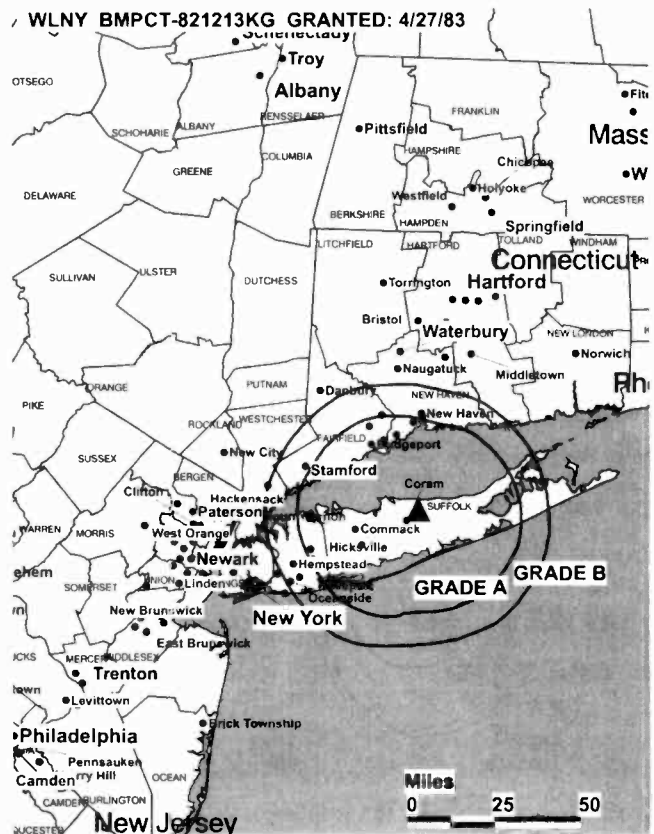 WLNY BMPCT-821213KG GRANTED: 4/27/83
Schenectady
Troy
OTSEGO
Albany
RENSSELAER
ALBANY
SCHOHARIE
FRANKLIN
Pittsfield
Mass
HAMPSHIRE
COLUMBIA
GREENE
Chicopee
Holyoke
Westfield
WORCESTER
DELAWARE
BERKSHIRE
HAMPDEN
Springfield
LITCHFIELD
HARTFORD
TOLLAND
WINDHAM
Connecticut
SULLIVAN
ULSTER
DUTCHESS
Torrington
Hartford
Bristol
Waterbury
NEW LONDON
Norwich
Naugatuck
Middletown
PUTNAM
ORANGE
Danbury
NEW HAVEN
PIKE
WESTCHESTER
ROCKLAND
New Haven
FAIRFIELD
New City
SUSSEX
BERGEN
Stamford
Clifton
Hackensack
Coram
Paterson
SUFFOLK
WARREN
MORRIS
West Orange
Commack
Newark
Hicksville
Hempstead
SOMERSET
UNION
Linden
GRADE A
GRADE B
Oceanside
New Brunswick
New York
East Brunswick
MERCER
MIDDLESEX
Trenton
Levittown
Brick Township
Philadelphia
Pennsauken
Camden
OCEAN
Miles
CAMDEN
BURLINGTON
New Jersey
0 25 50